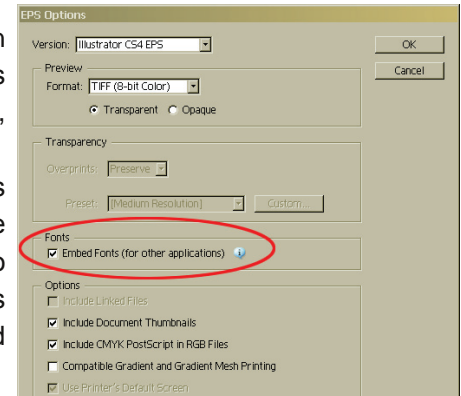 EPS Options
Version: Illustrator CS4 EPS
OK
Cancel
Preview
Format: TIFF (8-bit Color)
Transparent Opaque
Transparency
Overprints: Preserve
Preset: [Medium Resolution] Custom...
Fonts
Embed Fonts (for other applications)
Options
Include Linked Files
Include Document Thumbnails
Include CMYK PostScript in RGB Files
Compatible Gradient and Gradient Mesh Printing
Use Printer's Default Screen